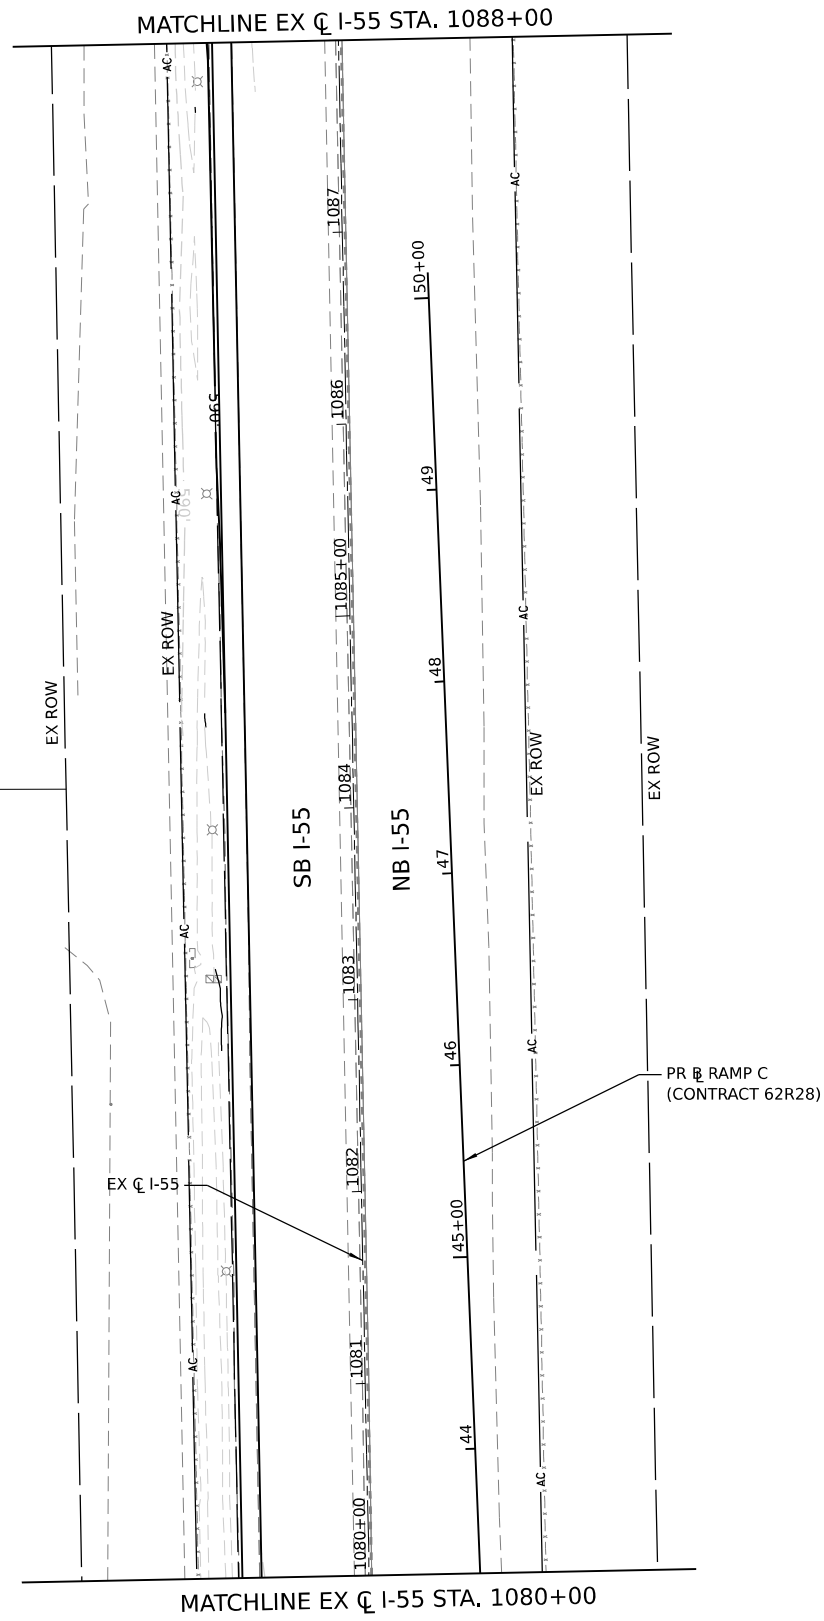 MATCHLINE EX ℄ I-55 STA. 1088+00
AC
AC
1087
50+00
1086
590
49
AC
590
1085+00
AC
EX ROW
48
EX ROW
EX ROW
EX ROW
1084
SB I-55
NB I-55
47
AC
1083
46
AC
PR B̲L RAMP C
(CONTRACT 62R28)
1082
EX ℄ I-55
45+00
1081
AC
44
AC
1080+00
MATCHLINE EX ℄ I-55 STA. 1080+00